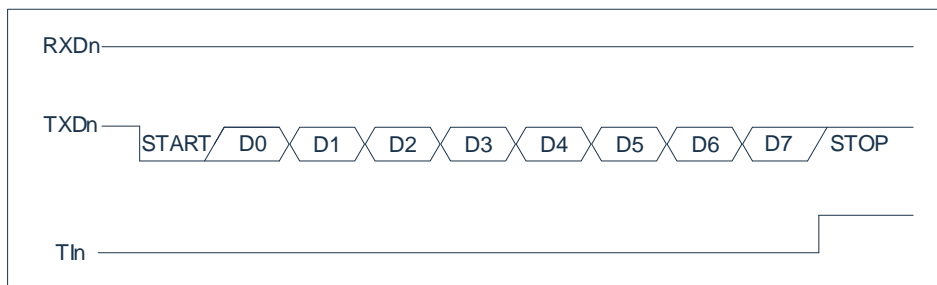 RXDn
TXDn
START D0 D1 D2 D3 D4 D5 D6 D7 STOP
TIn